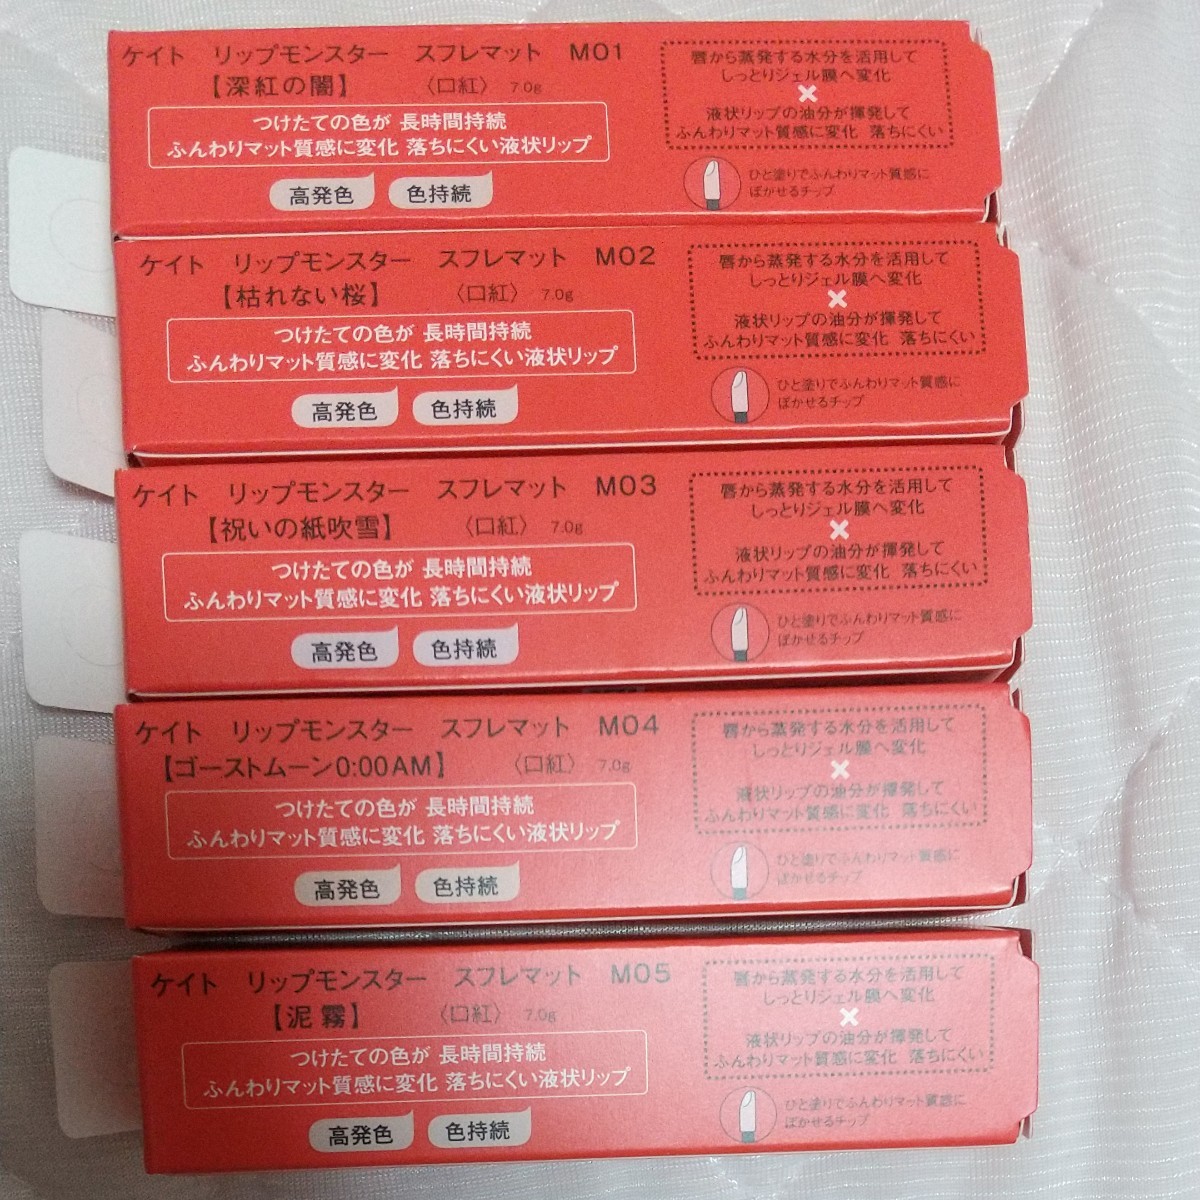 ケイト リップモンスター スフレマット M01
【深紅の闇】 〈口紅〉 7.0g
つけたての色が 長時間持続
ふんわりマット質感に変化 落ちにくい液状リップ
高発色 色持続
唇から蒸発する水分を活用して
しっとりジェル膜へ変化
×
液状リップの油分が揮発して
ふんわりマット質感に変化 落ちにくい
ひと塗りでふんわりマット質感に
ぼかせるチップ
ケイト リップモンスター スフレマット M02
【枯れない桜】 〈口紅〉 7.0g
つけたての色が 長時間持続
ふんわりマット質感に変化 落ちにくい液状リップ
高発色 色持続
唇から蒸発する水分を活用して
しっとりジェル膜へ変化
×
液状リップの油分が揮発して
ふんわりマット質感に変化 落ちにくい
ひと塗りでふんわりマット質感に
ぼかせるチップ
ケイト リップモンスター スフレマット M03
【祝いの紙吹雪】 〈口紅〉 7.0g
つけたての色が 長時間持続
ふんわりマット質感に変化 落ちにくい液状リップ
高発色 色持続
唇から蒸発する水分を活用して
しっとりジェル膜へ変化
×
液状リップの油分が揮発して
ふんわりマット質感に変化 落ちにくい
ひと塗りでふんわりマット質感に
ぼかせるチップ
ケイト リップモンスター スフレマット M04
【ゴーストムーン0:00AM】 〈口紅〉 7.0g
つけたての色が 長時間持続
ふんわりマット質感に変化 落ちにくい液状リップ
高発色 色持続
唇から蒸発する水分を活用して
しっとりジェル膜へ変化
×
液状リップの油分が揮発して
ふんわりマット質感に変化 落ちにくい
ひと塗りでふんわりマット質感に
ぼかせるチップ
ケイト リップモンスター スフレマット M05
【泥霧】 〈口紅〉 7.0g
つけたての色が 長時間持続
ふんわりマット質感に変化 落ちにくい液状リップ
高発色 色持続
唇から蒸発する水分を活用して
しっとりジェル膜へ変化
×
液状リップの油分が揮発して
ふんわりマット質感に変化 落ちにくい
ひと塗りでふんわりマット質感に
ぼかせるチップ